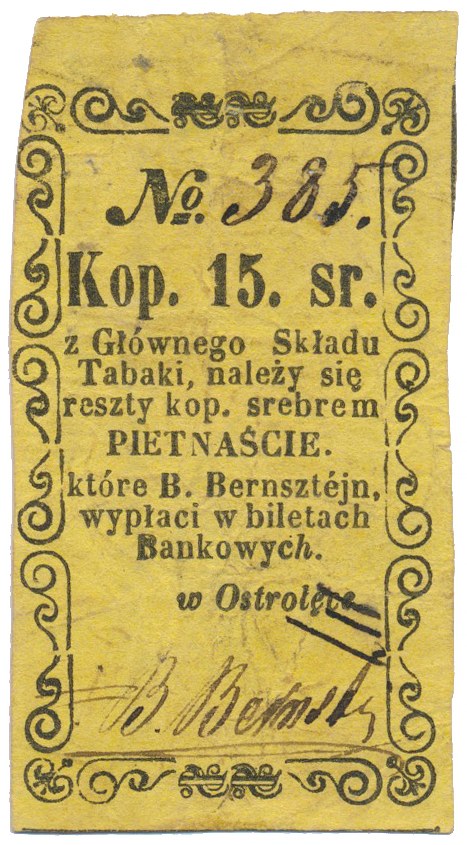 No. 385.
Kop. 15. sr.
z Głównego Składu
Tabaki, należy się
reszty kop. srebrem
PIETNAŚCIE.
które B. Bernsztéjn,
wypłaci w biletach
Bankowych.
w Ostrołęce
B.